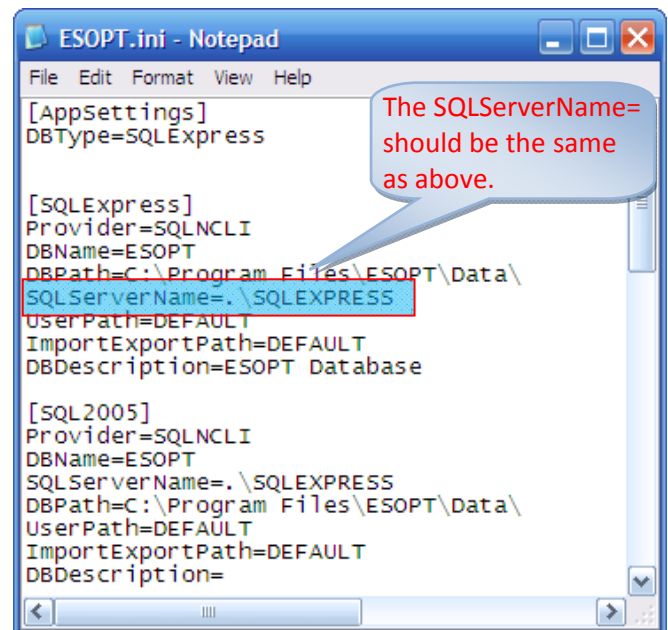 ESOPT.ini - Notepad
File Edit Format View Help
The SQLServerName=
should be the same
as above.
[AppSettings]
DBType=SQLExpress
[SQLExpress]
Provider=SQLNCLI
DBName=ESOPT
DBPath=C:\Program Files\ESOPT\Data\
SQLServerName=.\SQLEXPRESS
UserPath=DEFAULT
ImportExportPath=DEFAULT
DBDescription=ESOPT Database
[SQL2005]
Provider=SQLNCLI
DBName=ESOPT
SQLServerName=.\SQLEXPRESS
DBPath=C:\Program Files\ESOPT\Data\
UserPath=DEFAULT
ImportExportPath=DEFAULT
DBDescription=